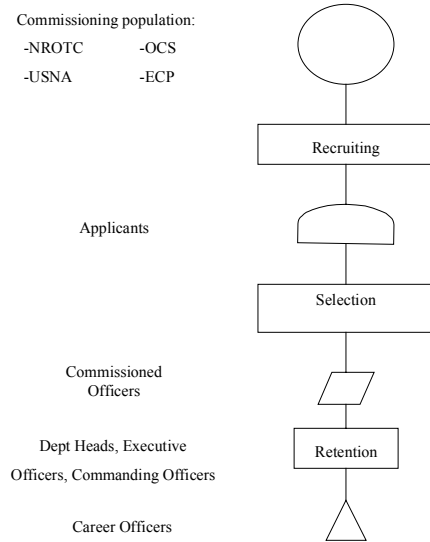 Commissioning population:
-NROTC -OCS
-USNA -ECP
Recruiting
Applicants
Selection
Commissioned
Officers
Dept Heads, Executive
Officers, Commanding Officers
Retention
Career Officers